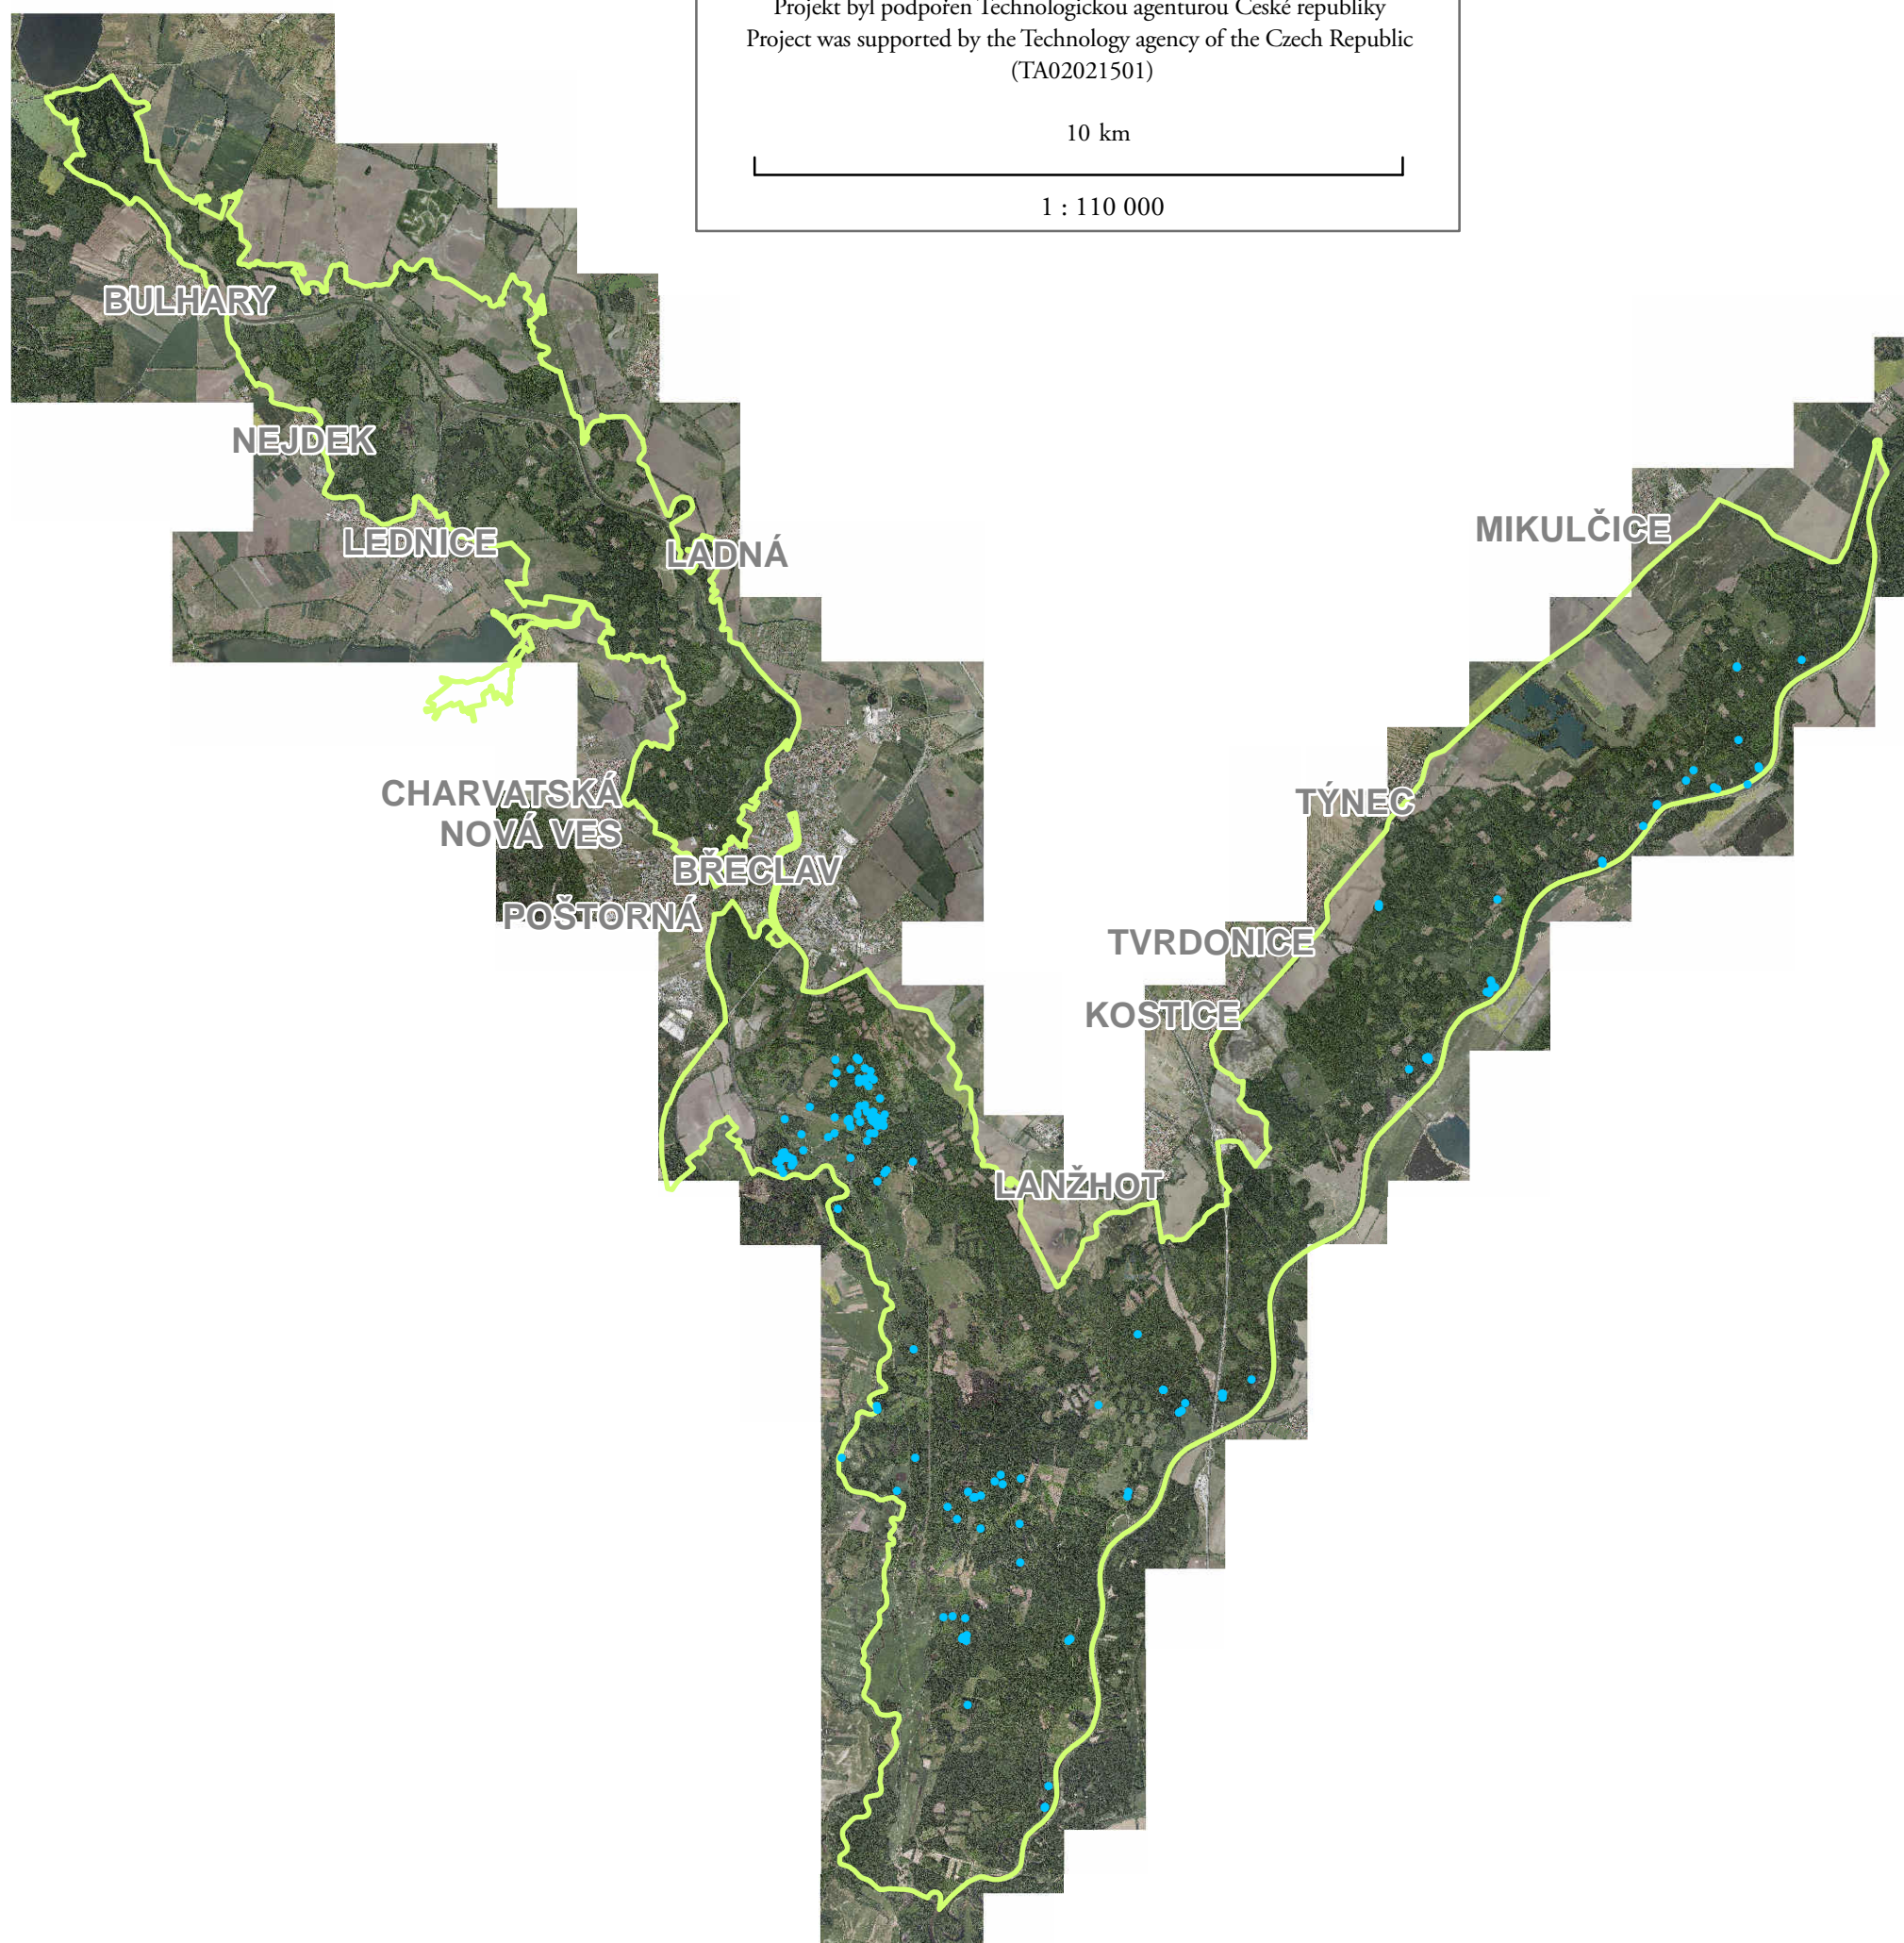 Projekt byl podpořen Technologickou agenturou České republiky
Project was supported by the Technology agency of the Czech Republic
(TA02021501)
10 km
1 : 110 000
BULHARY
NEJDEK
LEDNICE
LADNÁ
MIKULČICE
CHARVATSKÁ
NOVÁ VES
TÝNEC
BŘECLAV
POŠTORNÁ
TVRDONICE
KOSTICE
LANŽHOT